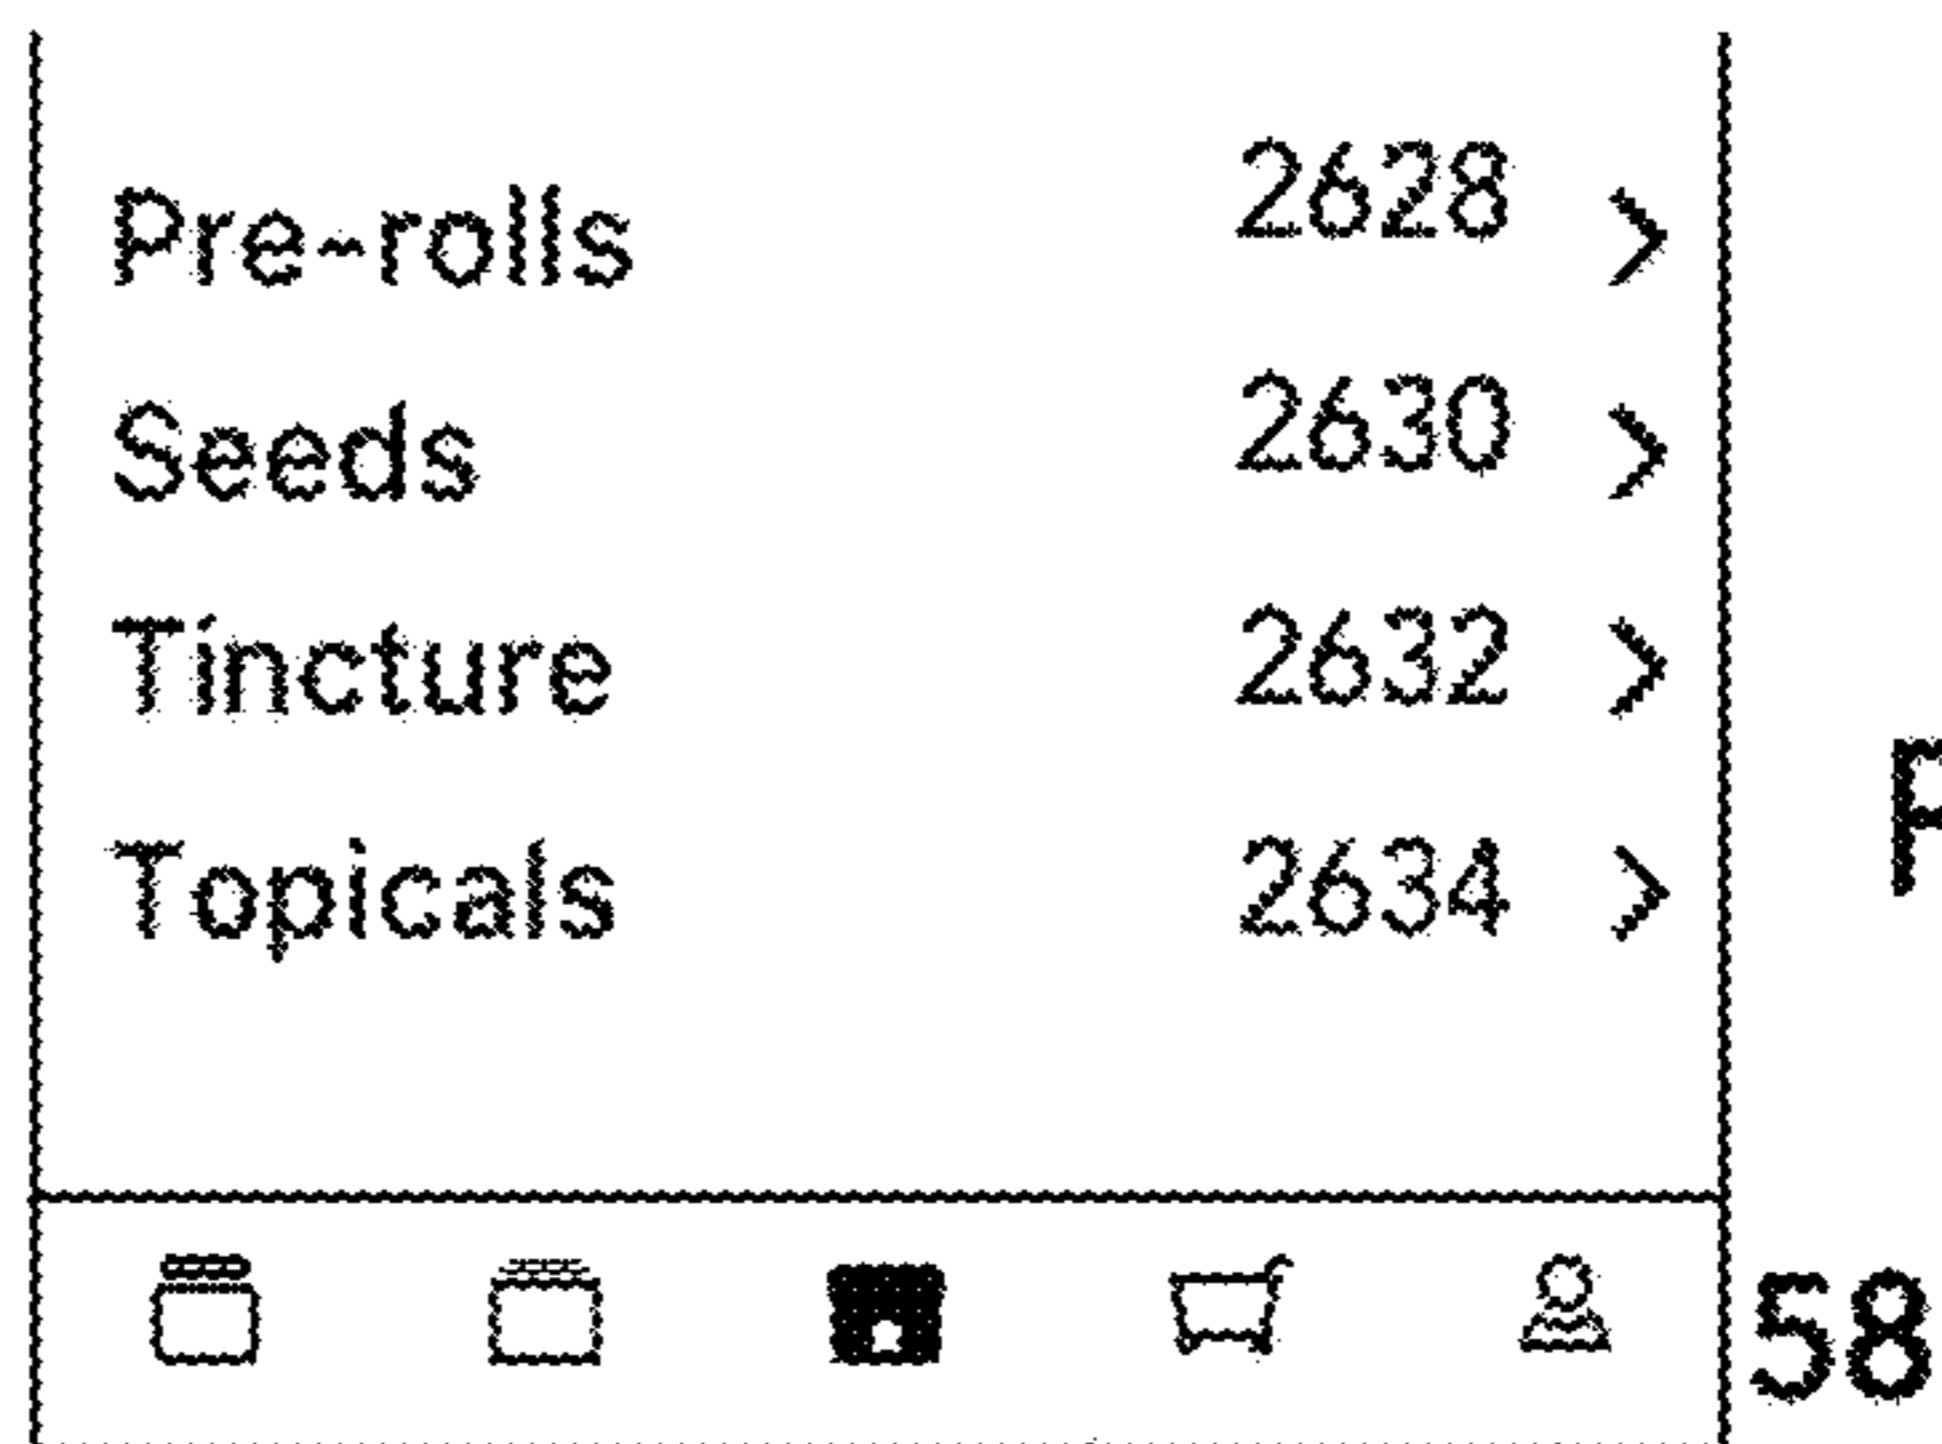 Pre-rolls 2628 >
Seeds 2630 >
Tincture 2632 >
Topicals 2634 >
58